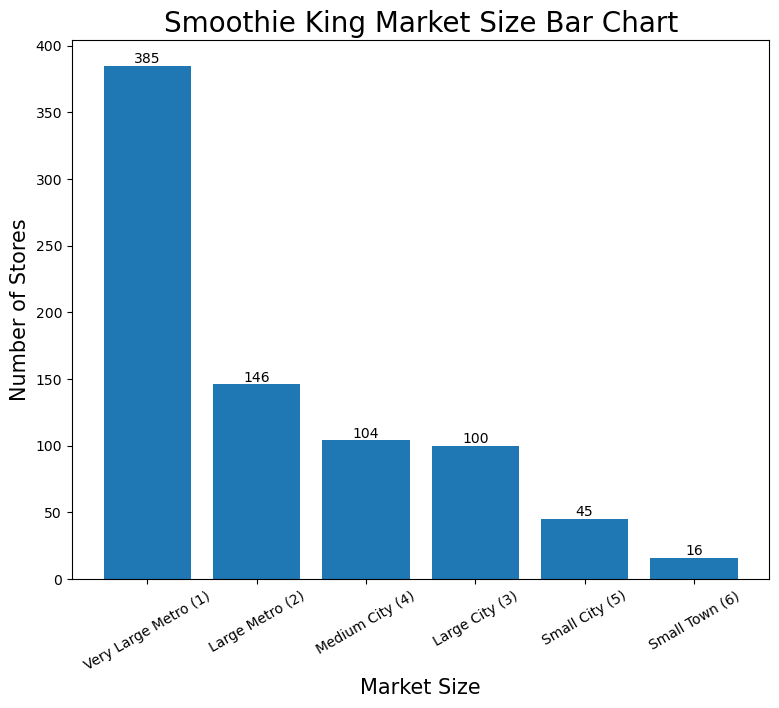 Smoothie King Market Size Bar Chart
Number of Stores
400
350
300
250
200
150
100
50
0
385
146
104
100
45
16
Very Large Metro (1)
Large Metro (2)
Medium City (4)
Large City (3)
Small City (5)
Small Town (6)
Market Size